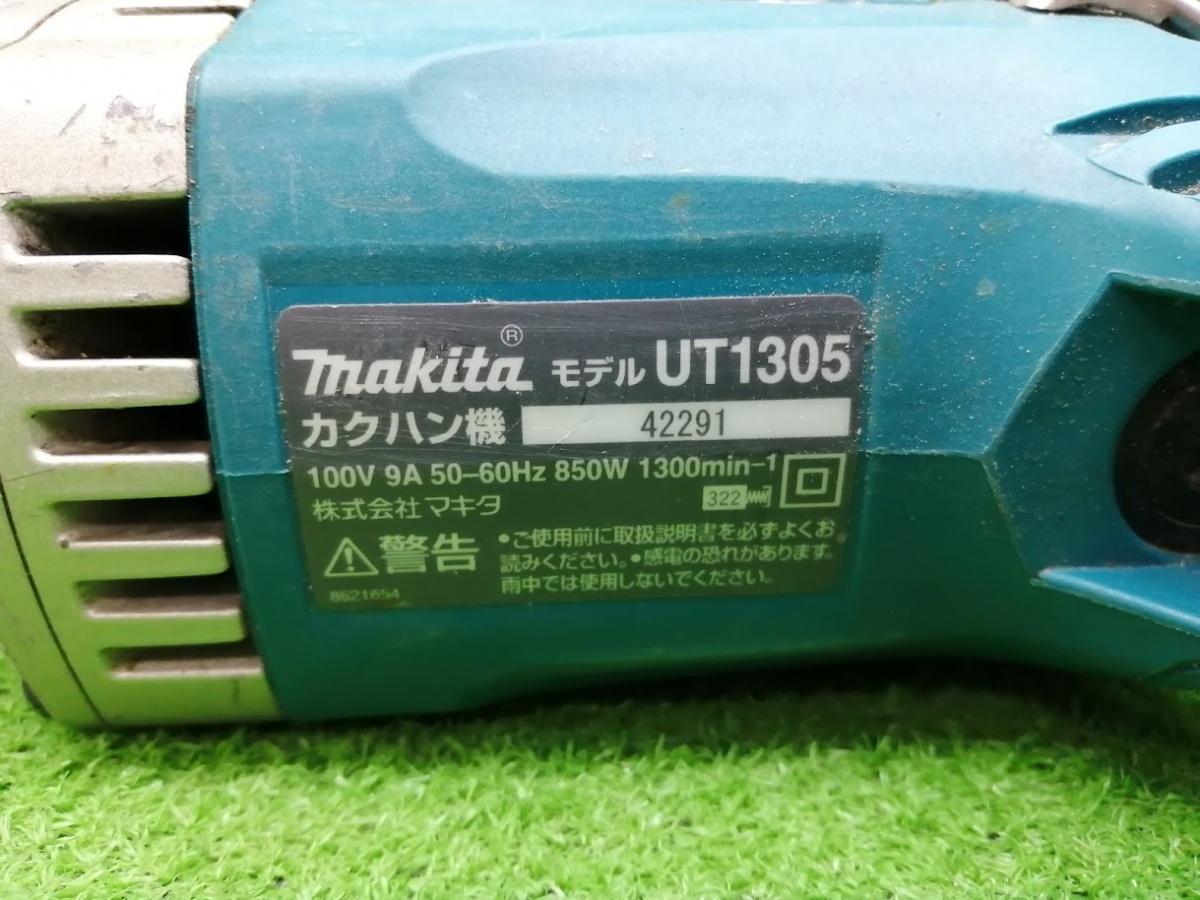 makita® モデル UT1305
カクハン機 42291
100V 9A 50-60Hz 850W 1300min-1
株式会社 マキタ 322
警告 •ご使用前に取扱説明書を必ずよくお
読みください。•感電の恐れがあります。
雨中では使用しないでください。
8621654